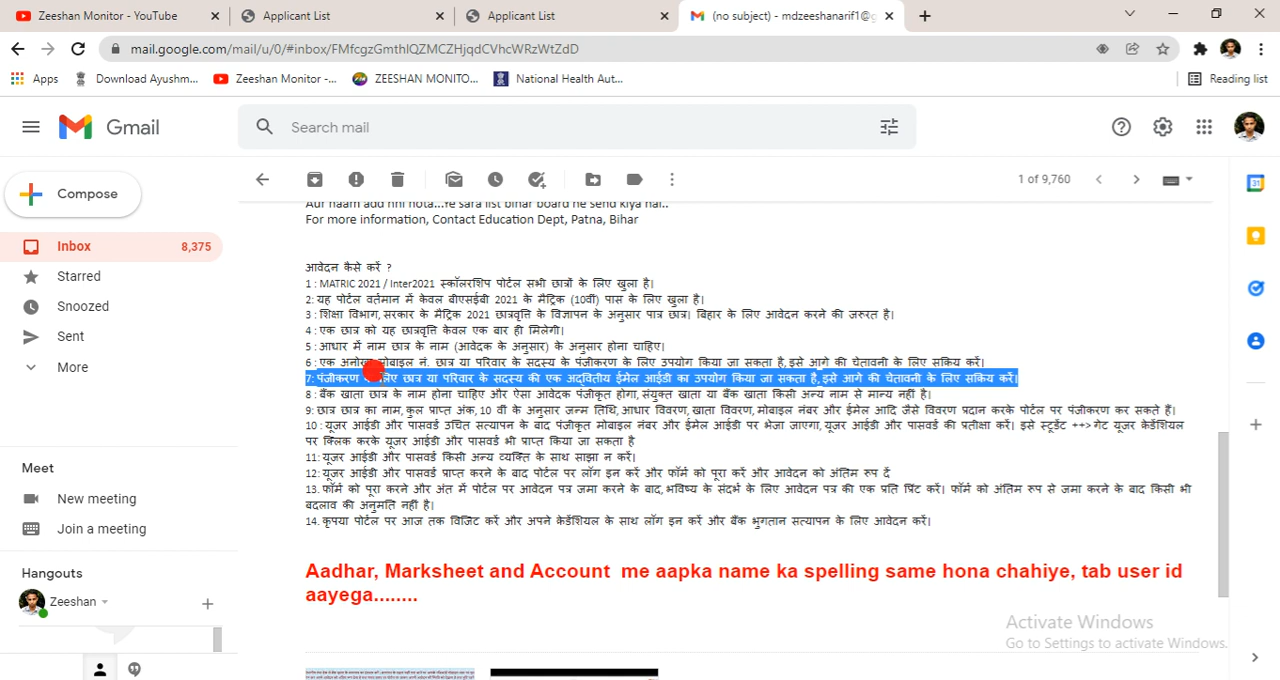 Zeeshan Monitor - YouTube
Applicant List
Applicant List
(no subject) - mdzeeshanarif1@g
mail.google.com/mail/u/0/#inbox/FMfcgzGmthlQZMCZHjqdCVhcWRzWtZdD
Apps
Download Ayushm...
Zeeshan Monitor -...
ZEESHAN MONITO...
National Health Aut...
Reading list
Gmail
Search mail
Compose
1 of 9,760
Inbox 8,375
Starred
Snoozed
Sent
More
Meet
New meeting
Join a meeting
Hangouts
Zeeshan
Aur naam add nhi hota...ye sara list bihar board ne send kiya hai..
For more information, Contact Education Dept, Patna, Bihar
आवेदन कैसे करें ?
1 : MATRIC 2021 / Inter2021 स्कॉलरशिप पोर्टल सभी छात्रों के लिए खुला है।
2: यह पोर्टल वर्तमान में केवल बीएसईबी 2021 के मैट्रिक (10वीं) पास के लिए खुला है।
3 : शिक्षा विभाग, सरकार के मैट्रिक 2021 छात्रवृत्ति के विज्ञापन के अनुसार पात्र छात्र। बिहार के लिए आवेदन करने की जरुरत है।
4 : एक छात्र को यह छात्रवृत्ति केवल एक बार ही मिलेगी।
5 : आधार में नाम छात्र के नाम (आवेदक के अनुसार) के अनुसार होना चाहिए।
6 : एक अनोखा मोबाइल नं. छात्र या परिवार के सदस्य के पंजीकरण के लिए उपयोग किया जा सकता है, इसे आगे की चेतावनी के लिए सक्रिय करें।
7: पंजीकरण लिए छात्र या परिवार के सदस्य की एक अद्वितीय ईमेल आईडी का उपयोग किया जा सकता है, इसे आगे की चेतावनी के लिए सक्रिय करें।
8 : बैंक खाता छात्र के नाम होना चाहिए और ऐसा आवेदक पंजीकृत होगा, संयुक्त खाता या बैंक खाता किसी अन्य नाम से मान्य नहीं है।
9: छात्र छात्र का नाम, कुल प्राप्त अंक, 10 वीं के अनुसार जन्म तिथि, आधार विवरण, खाता विवरण, मोबाइल नंबर और ईमेल आदि जैसे विवरण प्रदान करके पोर्टल पर पंजीकरण कर सकते हैं।
10 : यूजर आईडी और पासवर्ड उचित सत्यापन के बाद पंजीकृत मोबाइल नंबर और ईमेल आईडी पर भेजा जाएगा, यूजर आईडी और पासवर्ड की प्रतीक्षा करें। इसे स्टूडेंट ++> गेट यूजर क्रेडेंशियल
पर क्लिक करके यूजर आईडी और पासवर्ड भी प्राप्त किया जा सकता है
11: यूजर आईडी और पासवर्ड किसी अन्य व्यक्ति के साथ साझा न करें।
12: यूजर आईडी और पासवर्ड प्राप्त करने के बाद पोर्टल पर लॉग इन करें और फॉर्म को पूरा करें और आवेदन को अंतिम रूप दें
13. फॉर्म को पूरा करने और अंत में पोर्टल पर आवेदन पत्र जमा करने के बाद, भविष्य के संदर्भ के लिए आवेदन पत्र की एक प्रति प्रिंट करें। फॉर्म को अंतिम रूप से जमा करने के बाद किसी भी
बदलाव की अनुमति नहीं है।
14. कृपया पोर्टल पर आज तक विजिट करें और अपने क्रेडेंशियल के साथ लॉग इन करें और बैंक भुगतान सत्यापन के लिए आवेदन करें।
Aadhar, Marksheet and Account me aapka name ka spelling same hona chahiye, tab user id
aayega........
Activate Windows
Go to Settings to activate Windows.